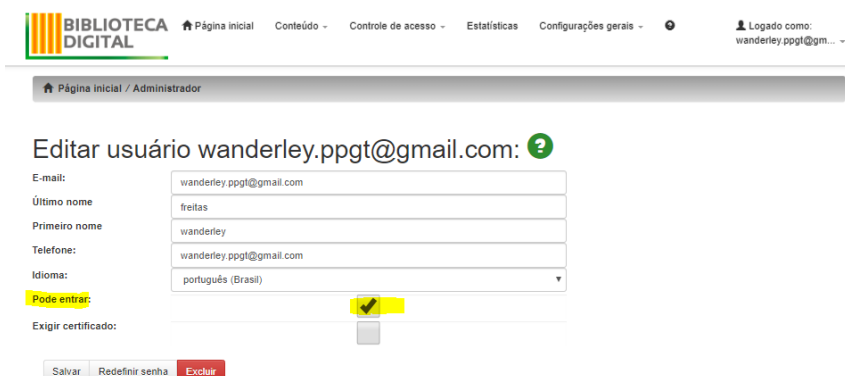 BIBLIOTECA
DIGITAL
Página inicial Conteúdo Controle de acesso Estatísticas Configurações gerais ? Logado como:
wanderley.ppgt@gm...
Página inicial / Administrador
Editar usuário wanderley.ppgt@gmail.com: ?
E-mail: wanderley.ppgt@gmail.com
Último nome freitas
Primeiro nome wanderley
Telefone: wanderley.ppgt@gmail.com
Idioma: português (Brasil)
Pode entrar:
Exigir certificado:
Salvar Redefinir senha Excluir